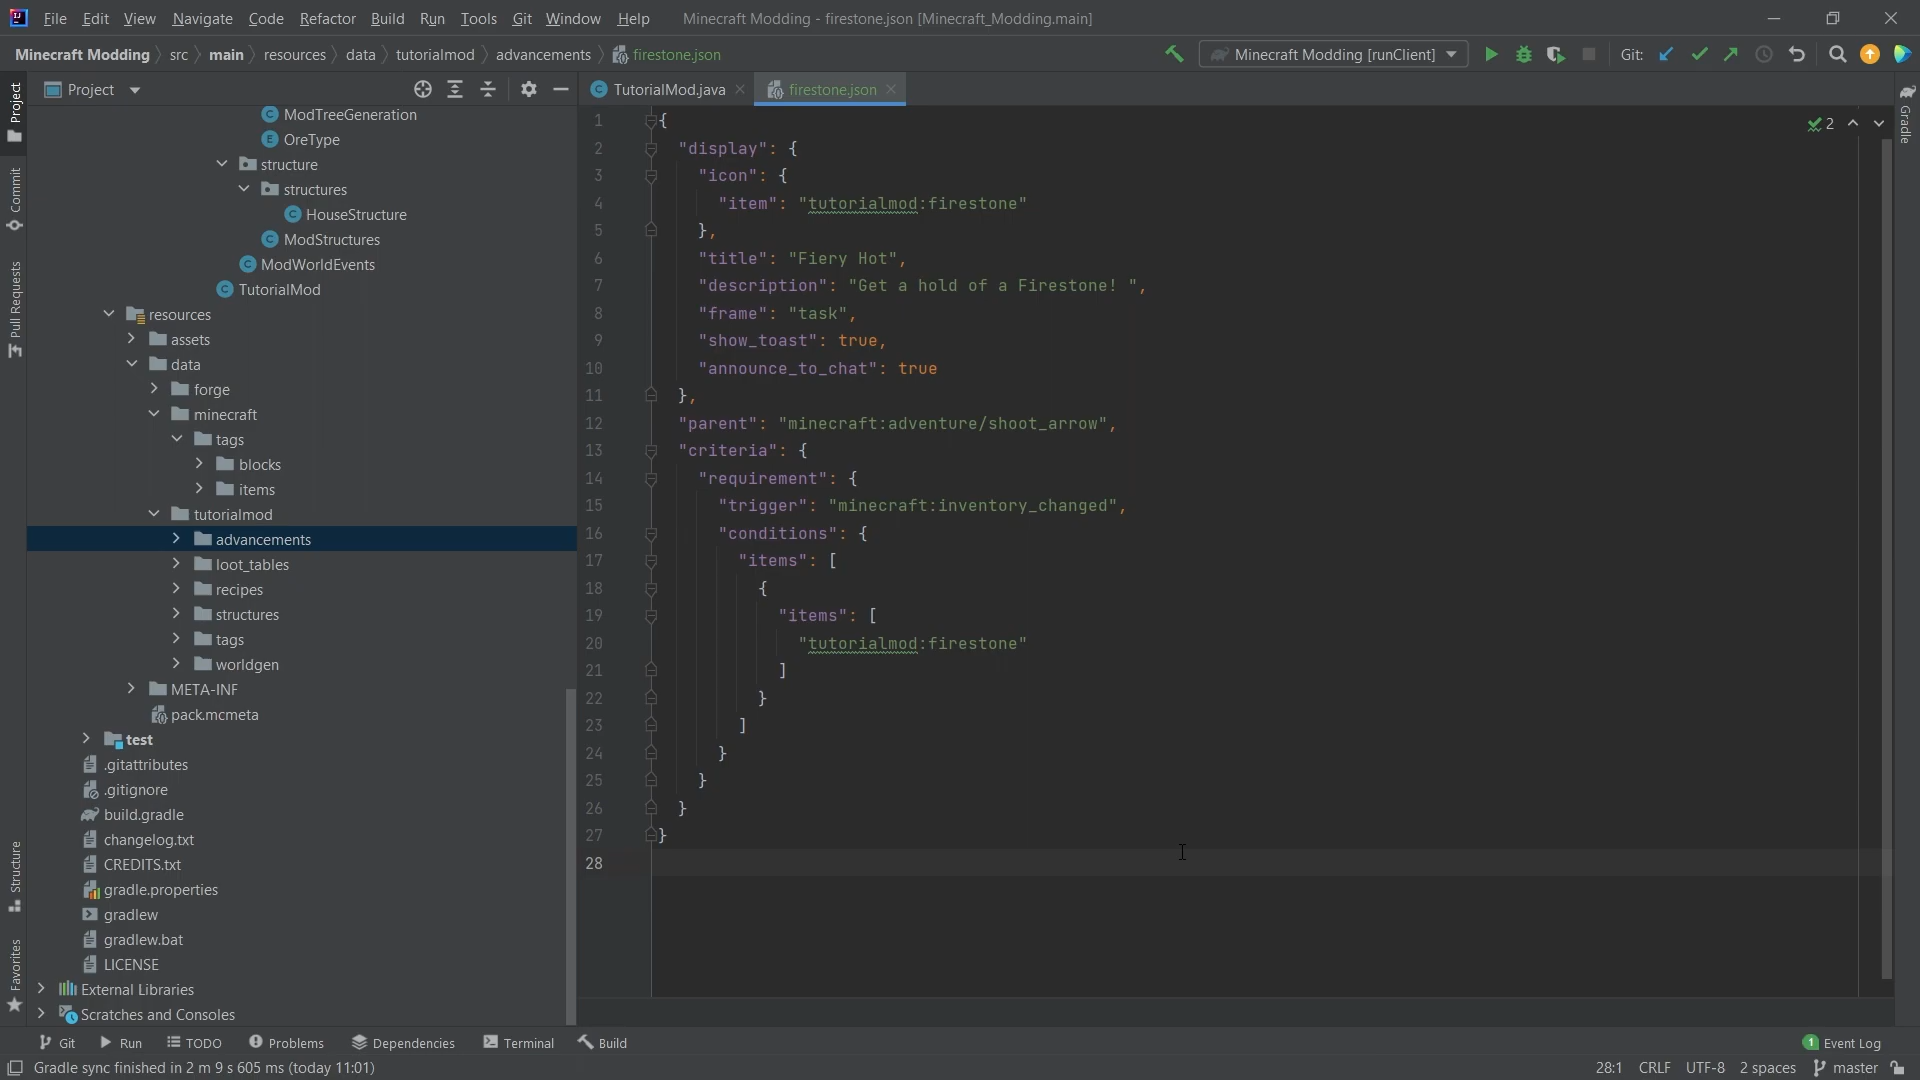 File Edit View Navigate Code Refactor Build Run Tools Git Window Help Minecraft Modding - firestone.json [Minecraft_Modding.main]
Minecraft Modding src main resources data tutorialmod advancements firestone.json Minecraft Modding [runClient] Git:
Project
TutorialMod.java
firestone.json
Project
Commit
Pull Requests
Structure
Favorites
Gradle
ModTreeGeneration
OreType
structure
structures
HouseStructure
ModStructures
ModWorldEvents
TutorialMod
resources
assets
data
forge
minecraft
tags
blocks
items
tutorialmod
advancements
loot_tables
recipes
structures
tags
worldgen
META-INF
pack.mcmeta
test
.gitattributes
.gitignore
build.gradle
changelog.txt
CREDITS.txt
gradle.properties
gradlew
gradlew.bat
LICENSE
External Libraries
Scratches and Consoles
2
1 {
2 "display": {
3 "icon": {
4 "item": "tutorialmod:firestone"
5 },
6 "title": "Fiery Hot",
7 "description": "Get a hold of a Firestone! ",
8 "frame": "task",
9 "show_toast": true,
10 "announce_to_chat": true
11 },
12 "parent": "minecraft:adventure/shoot_arrow",
13 "criteria": {
14 "requirement": {
15 "trigger": "minecraft:inventory_changed",
16 "conditions": {
17 "items": [
18 {
19 "items": [
20 "tutorialmod:firestone"
21 ]
22 }
23 ]
24 }
25 }
26 }
27 }
28
Git Run TODO Problems Dependencies Terminal Build 1 Event Log
Gradle sync finished in 2 m 9 s 605 ms (today 11:01) 28:1 CRLF UTF-8 2 spaces master